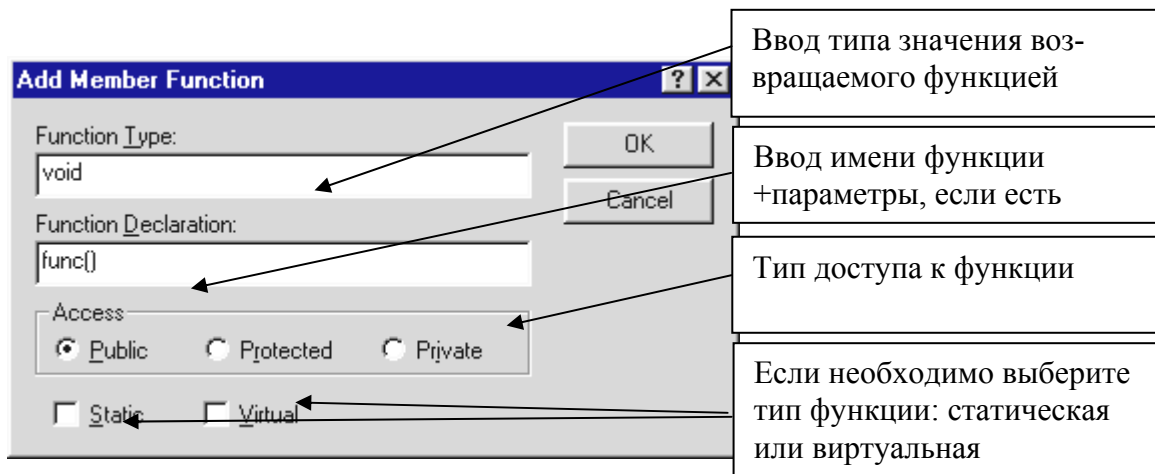 Ввод типа значения воз-
вращаемого функцией
Add Member Function
Function Type:
OK
void
Ввод имени функции
+параметры, если есть
Cancel
Function Declaration:
func()
Тип доступа к функции
Access
Public Protected Private
Если необходимо выберите
тип функции: статическая
или виртуальная
Static Virtual